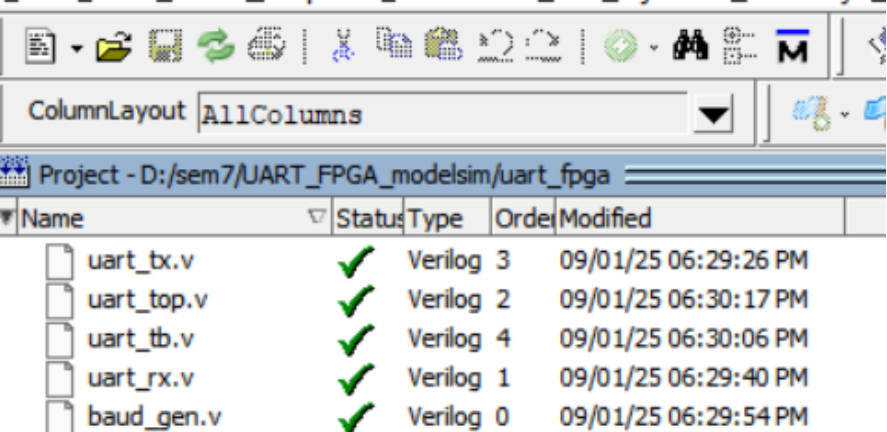 M
ColumnLayout AllColumns
Project - D:/sem7/UART_FPGA_modelsim/uart_fpga
Name Status Type Order Modified
uart_tx.v Verilog 3 09/01/25 06:29:26 PM
uart_top.v Verilog 2 09/01/25 06:30:17 PM
uart_tb.v Verilog 4 09/01/25 06:30:06 PM
uart_rx.v Verilog 1 09/01/25 06:29:40 PM
baud_gen.v Verilog 0 09/01/25 06:29:54 PM